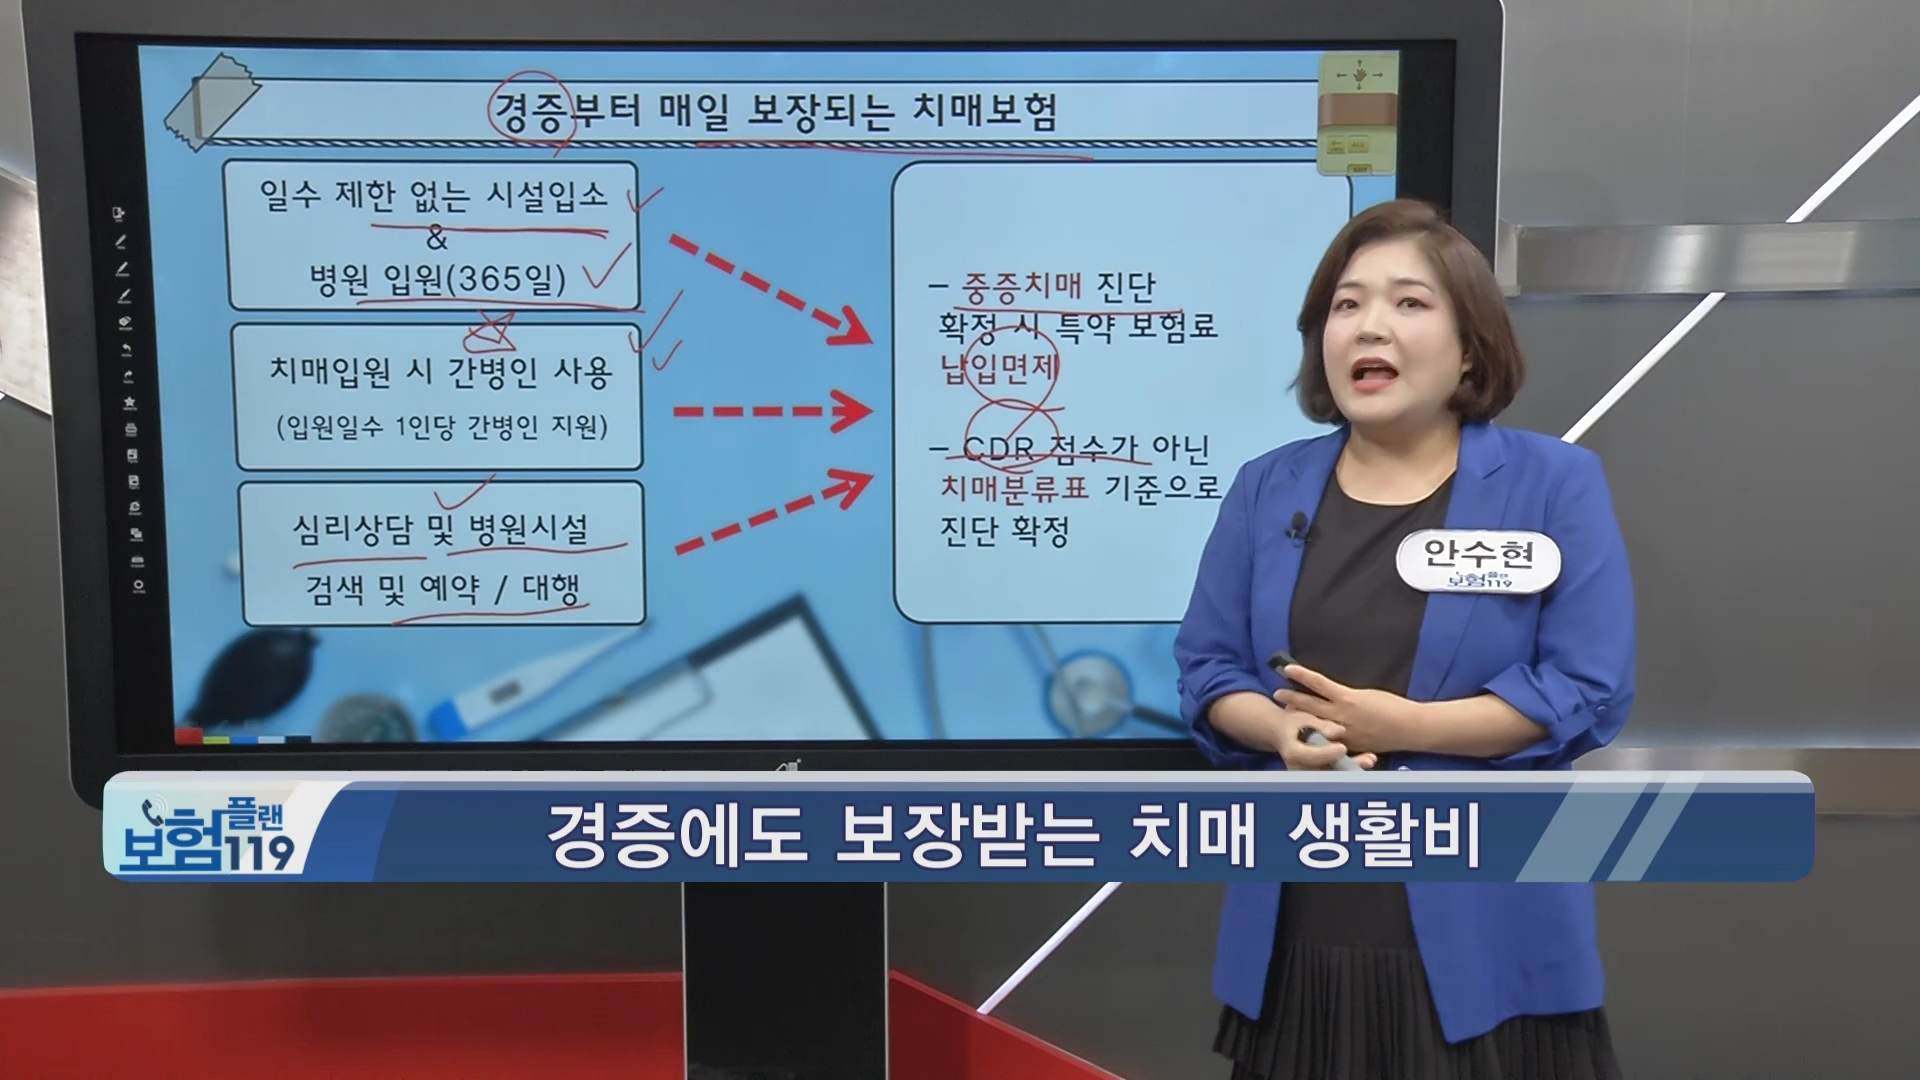 경증부터 매일 보장되는 치매보험
일수 제한 없는 시설입소
&
병원 입원(365일)
치매입원 시 간병인 사용
(입원일수 1인당 간병인 지원)
심리상담 및 병원시설
검색 및 예약 / 대행
- 중증치매 진단
확정 시 특약 보험료
납입면제
- CDR 점수가 아닌
치매분류표 기준으로
진단 확정
안수현
보험플랜119
보험플랜119
경증에도 보장받는 치매 생활비